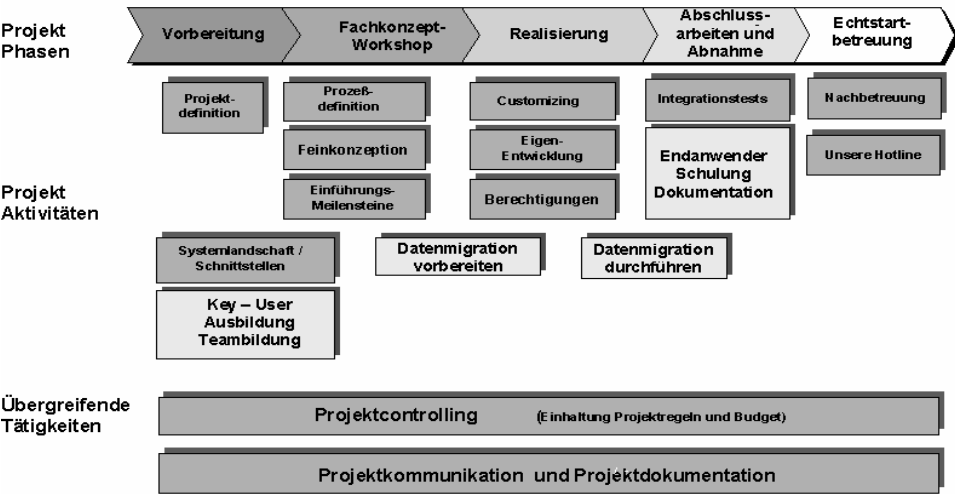 Projekt
Phasen
Vorbereitung
Fachkonzept-
Workshop
Realisierung
Abschluss-
arbeiten und
Abnahme
Echtstart-
betreuung
Projekt
Aktivitäten
Projekt-
definition
Prozeß-
definition
Customizing
Integrationstests
Nachbetreuung
Feinkonzeption
Eigen-
Entwicklung
Endanwender
Schulung
Dokumentation
Unsere Hotline
Einführungs-
Meilensteine
Berechtigungen
Systemlandschaft /
Schnittstellen
Datenmigration
vorbereiten
Datenmigration
durchführen
Key – User
Ausbildung
Teambildung
Übergreifende
Tätigkeiten
Projektcontrolling (Einhaltung Projektregeln und Budget)
Projektkommunikation und Projektdokumentation